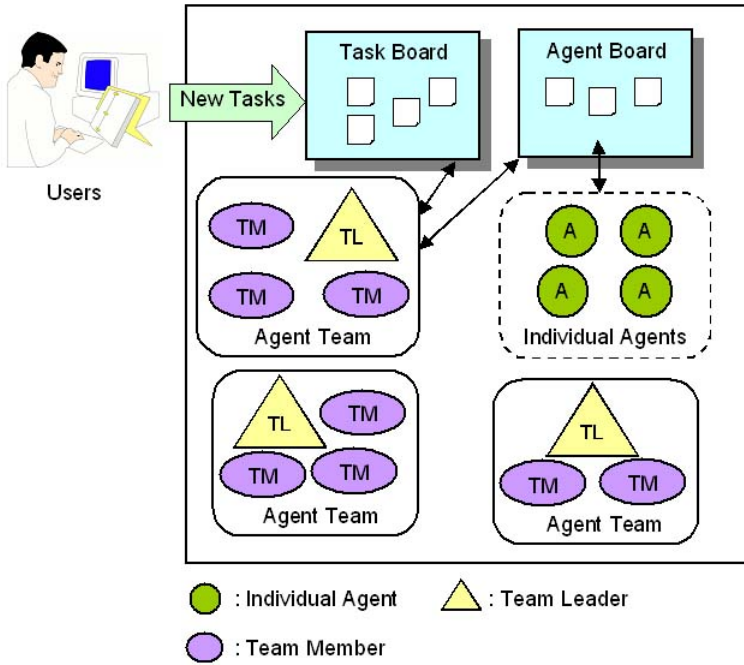 Task Board
Agent Board
New Tasks
Users
TM
TL
TM
TM
Agent Team
A
A
A
A
Individual Agents
TL
TM
TM
TM
Agent Team
TL
TM
TM
Agent Team
: Individual Agent
: Team Leader
: Team Member